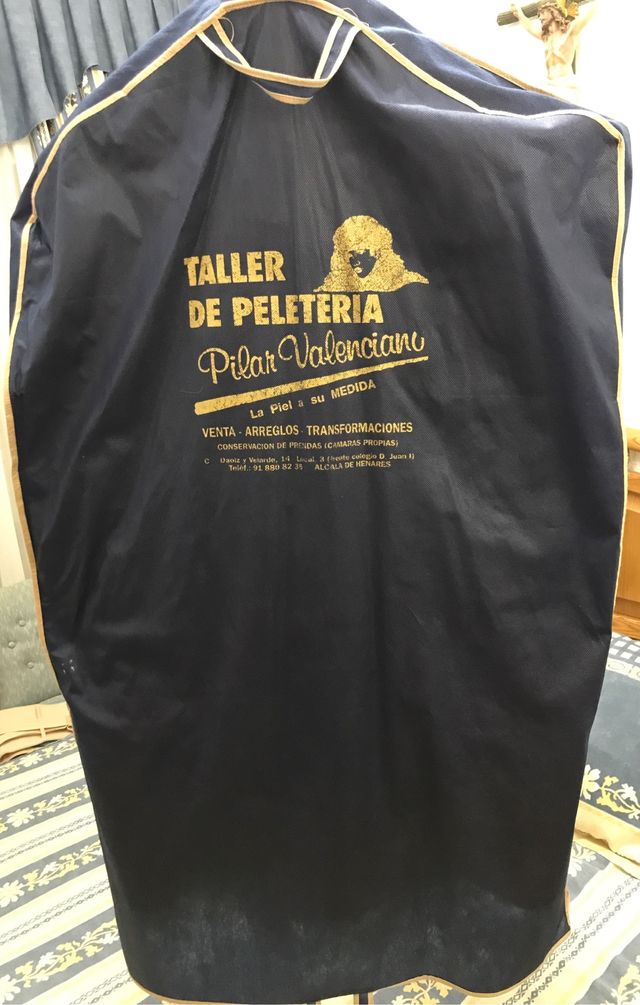 TALLER
DE PELETERIA
Pilar Valenciano
La Piel a su MEDIDA
VENTA - ARREGLOS - TRANSFORMACIONES
CONSERVACION DE PRENDAS (CAMARAS PROPIAS)
C Daoiz y Velarde, 14 Local 3 (frente colegio D. Juan I)
Teléf.: 91 880 82 36 ALCALA DE HENARES